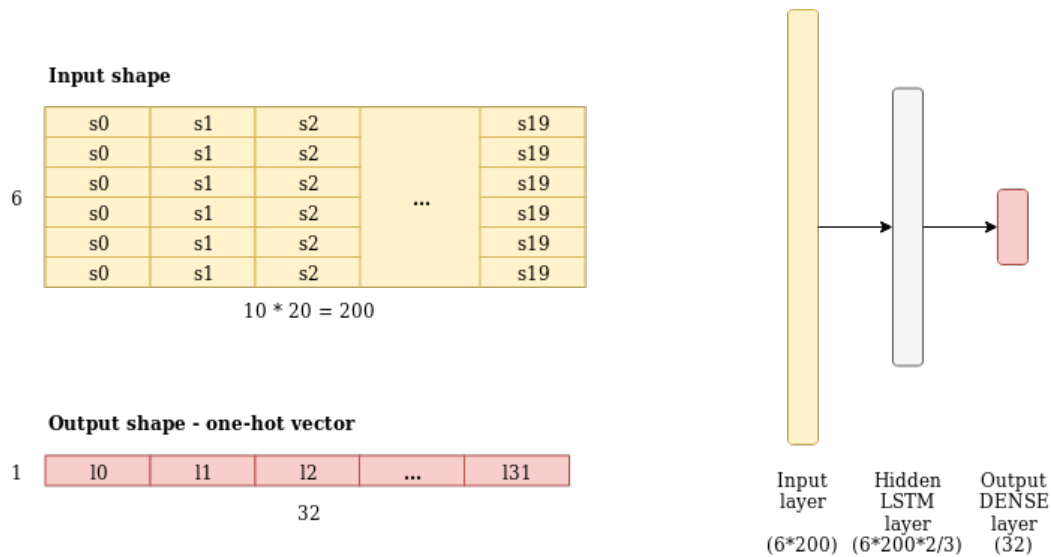 Input shape
s0 s1 s2 ... s19
s0 s1 s2 s19
s0 s1 s2 s19
6
s0 s1 s2 s19
s0 s1 s2 s19
s0 s1 s2 s19
10 * 20 = 200
Output shape - one-hot vector
1 l0 l1 l2 ... l31
32
Input
layer
(6*200)
Hidden
LSTM
layer
(6*200*2/3)
Output
DENSE
layer
(32)